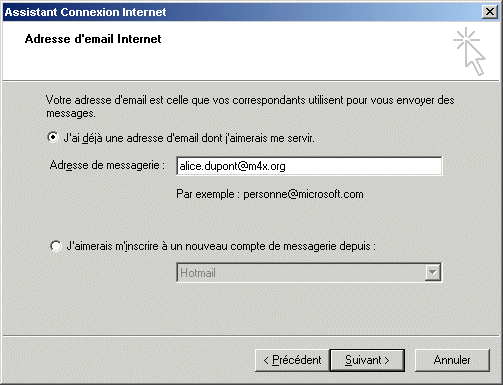 Assistant Connexion Internet
Adresse d'email Internet
Votre adresse d'email est celle que vos correspondants utilisent pour vous envoyer des
messages.
J'ai déjà une adresse d'email dont j'aimerais me servir.
Adresse de messagerie : alice.dupont@m4x.org
Par exemple : personne@microsoft.com
J'aimerais m'inscrire à un nouveau compte de messagerie depuis :
Hotmail
< Précédent Suivant > Annuler